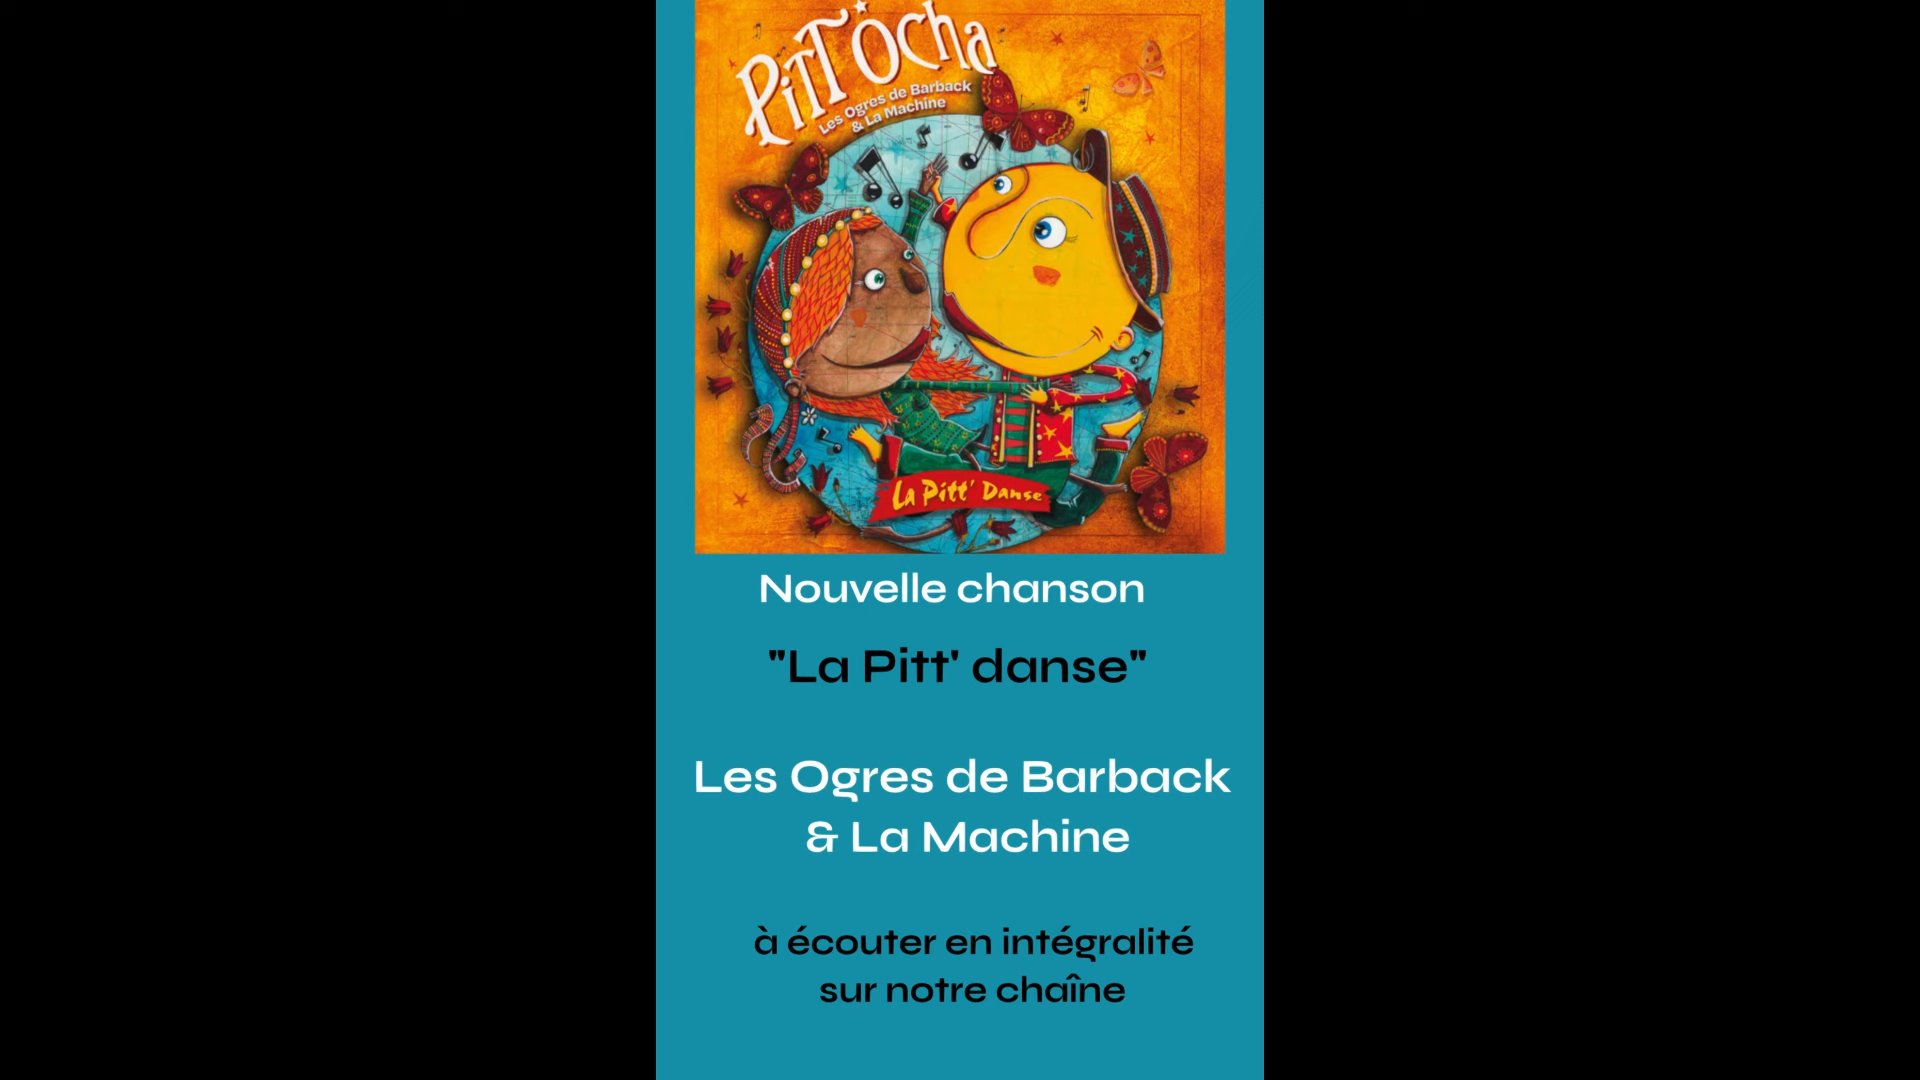 PiTT OCha
Les Ogres de Barback
& La Machine
La Pitt' Danse
Nouvelle chanson
"La Pitt' danse"
Les Ogres de Barback
& La Machine
à écouter en intégralité
sur notre chaîne